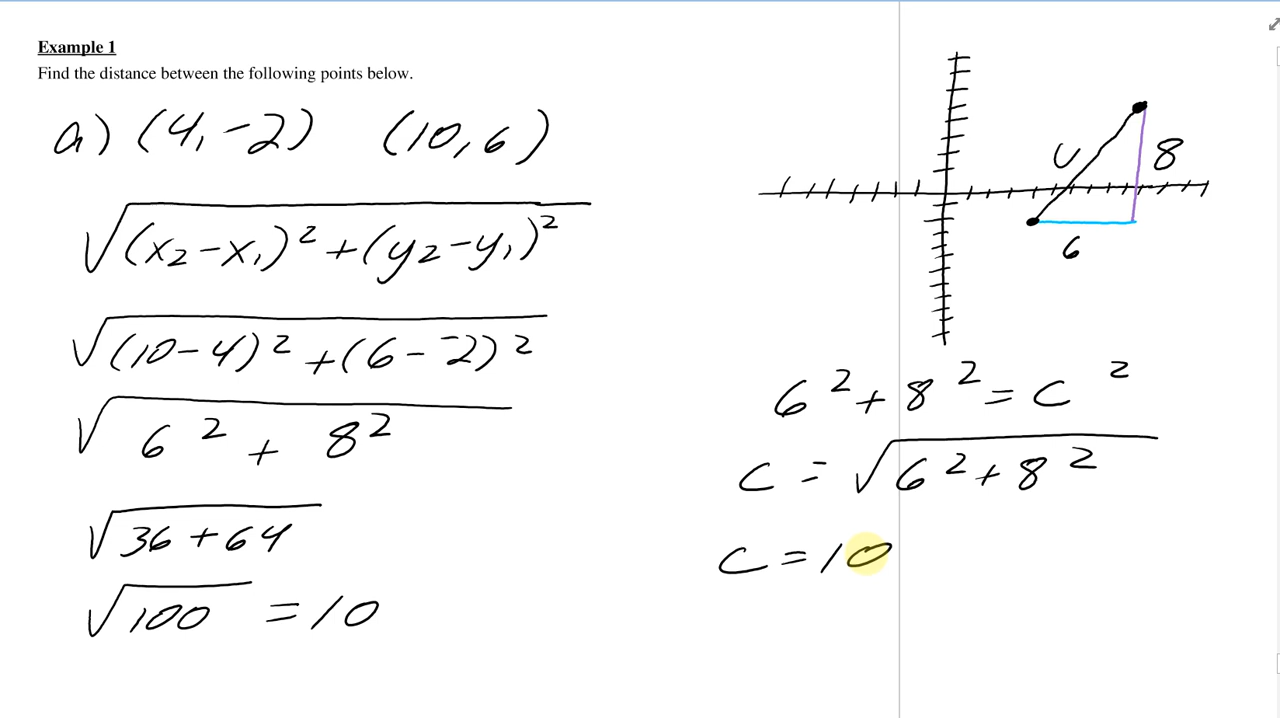 Example 1
Find the distance between the following points below.
a) (4, -2) (10, 6)
√(x₂-x₁)²+(y₂-y₁)²
√(10-4)²+(6--2)²
√6²+8²
√36+64
√100 = 10
c
8
6
6²+8²=c²
c=√6²+8²
c=10